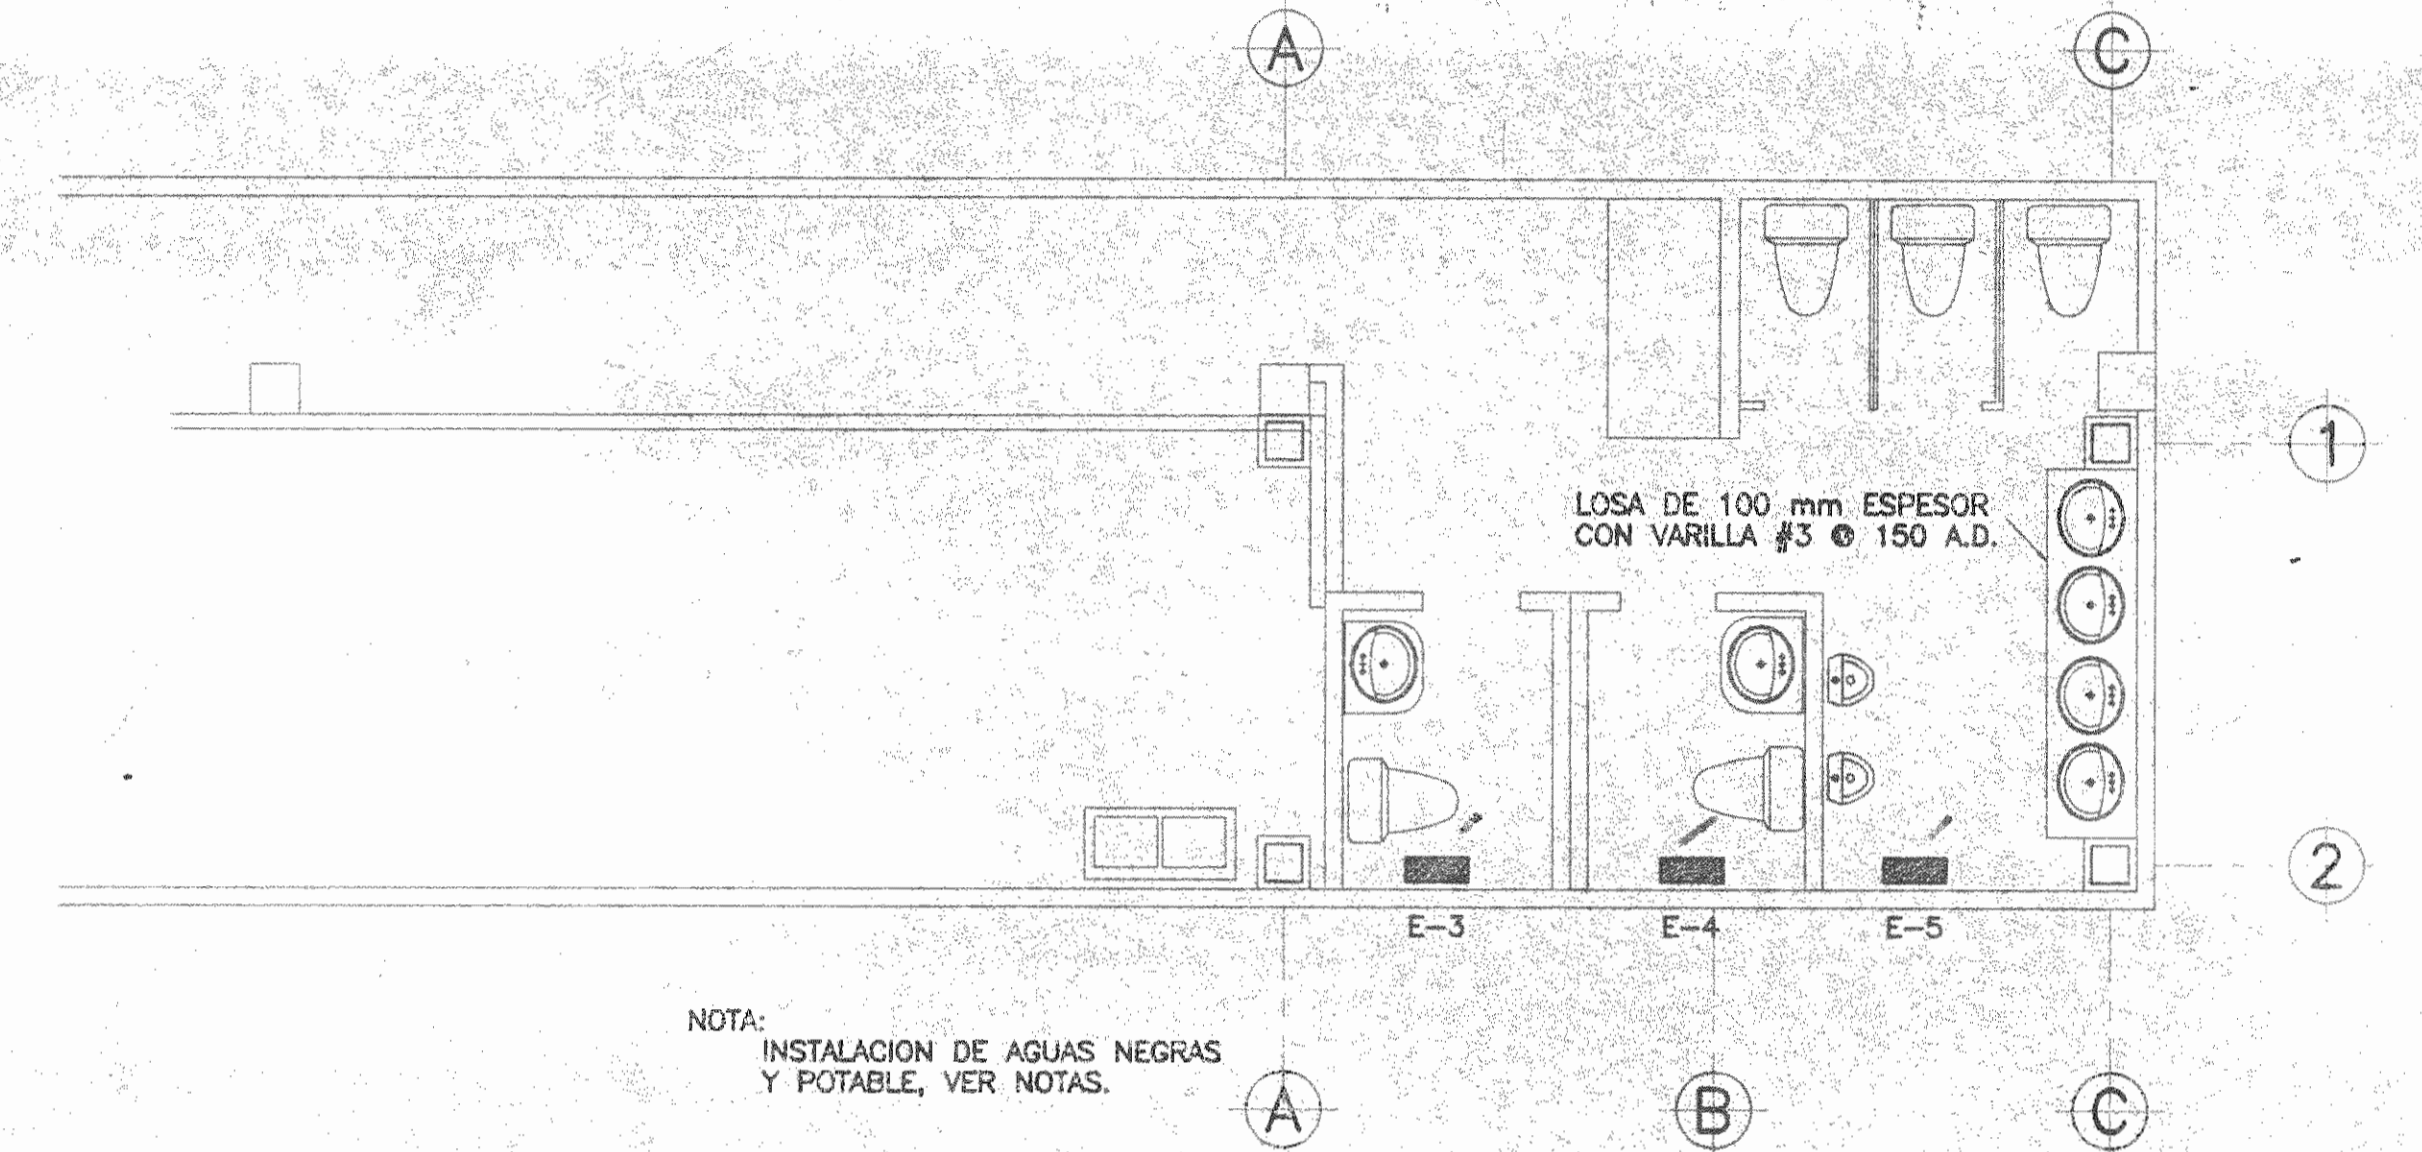 A
C
1
LOSA DE 100 mm ESPESOR
CON VARILLA #3 @ 150 A.D.
2
E-3
E-4
E-5
NOTA:
INSTALACION DE AGUAS NEGRAS
Y POTABLE, VER NOTAS.
A
B
C